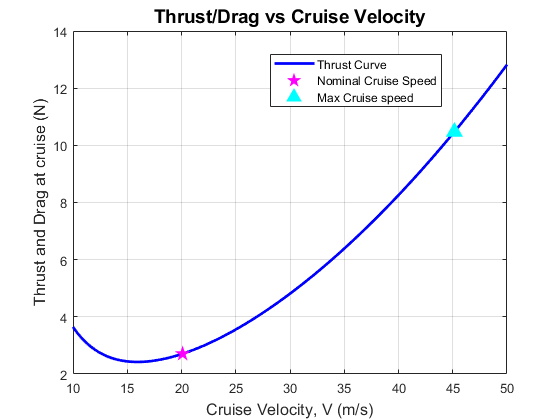 Thrust/Drag vs Cruise Velocity
14
12
10
8
6
4
2
Thrust and Drag at cruise (N)
Thrust Curve
Nominal Cruise Speed
Max Cruise speed
10 15 20 25 30 35 40 45 50
Cruise Velocity, V (m/s)